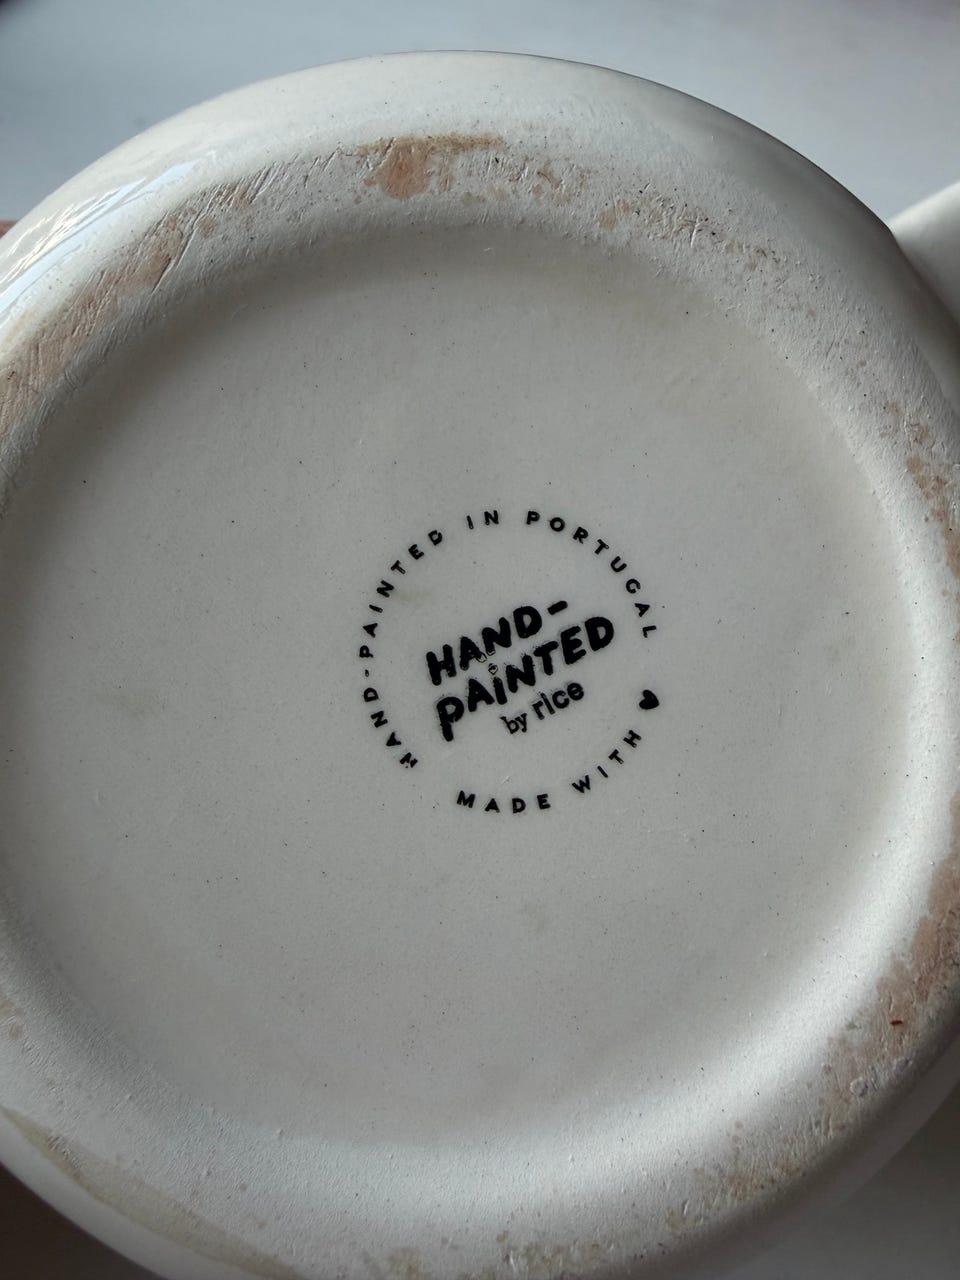 HAND-PAINTED IN PORTUGAL
HAND-
PAINTED
by rice
MADE WITH ♥